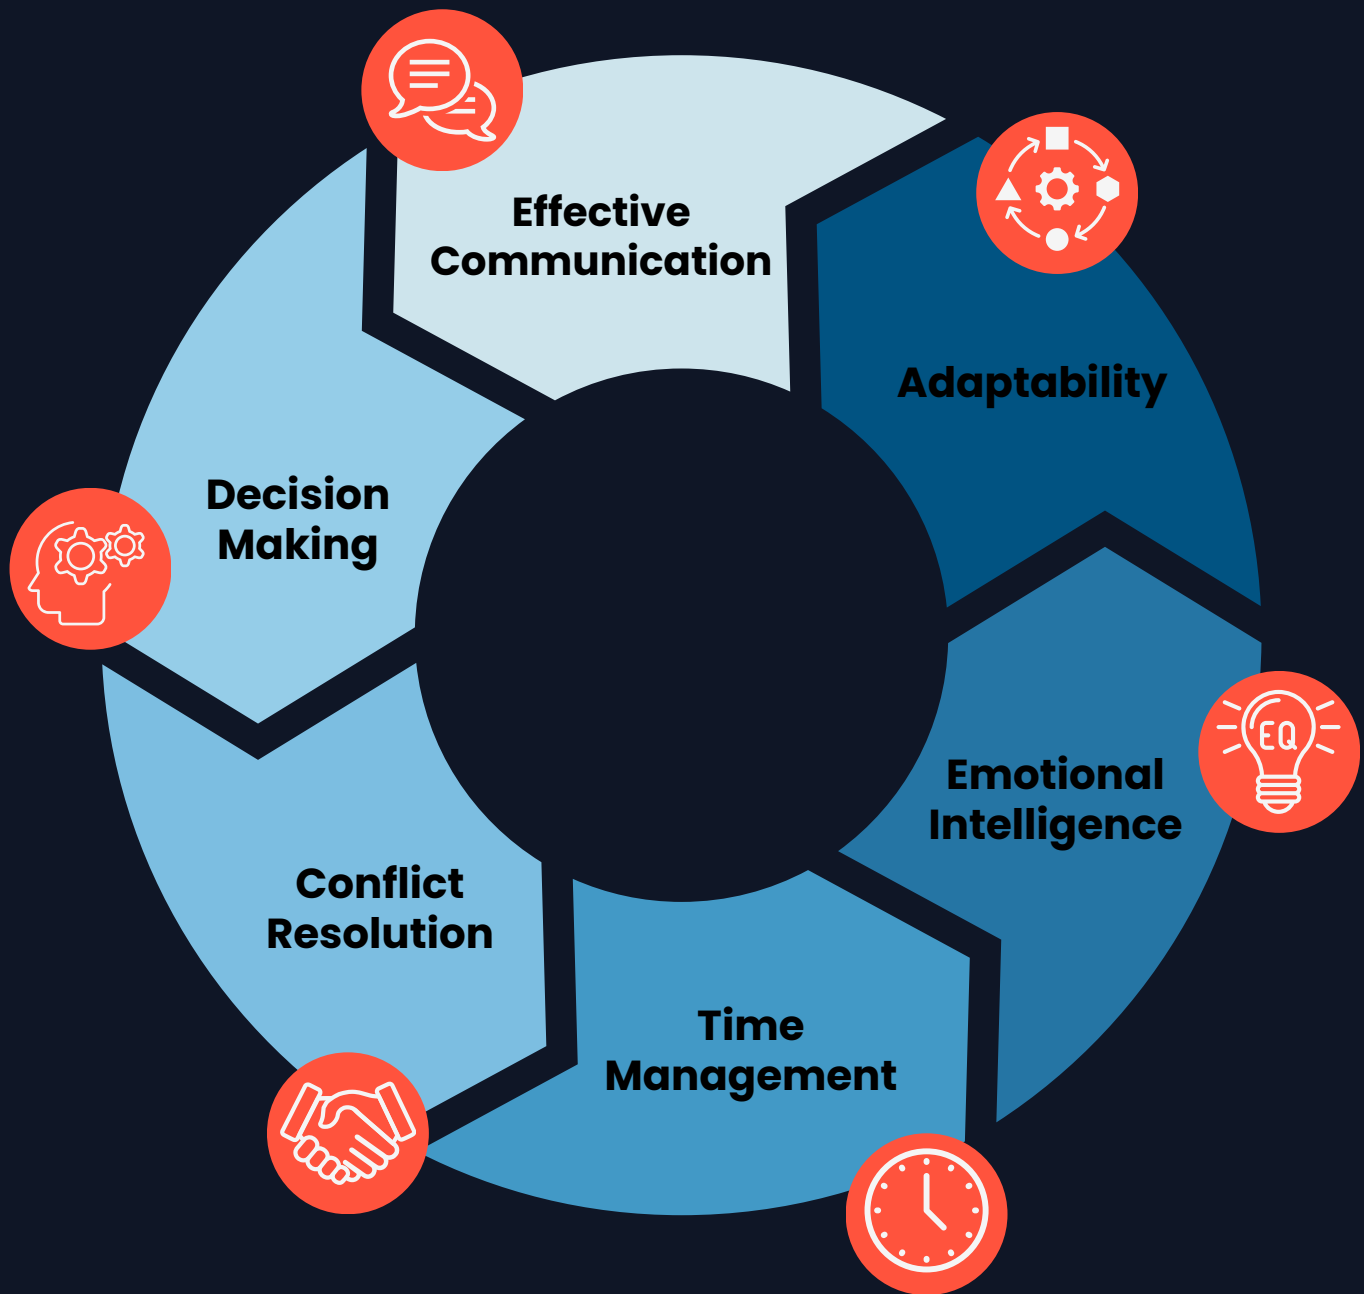 Effective
Communication
Adaptability
Decision
Making
EQ
Emotional
Intelligence
Conflict
Resolution
Time
Management